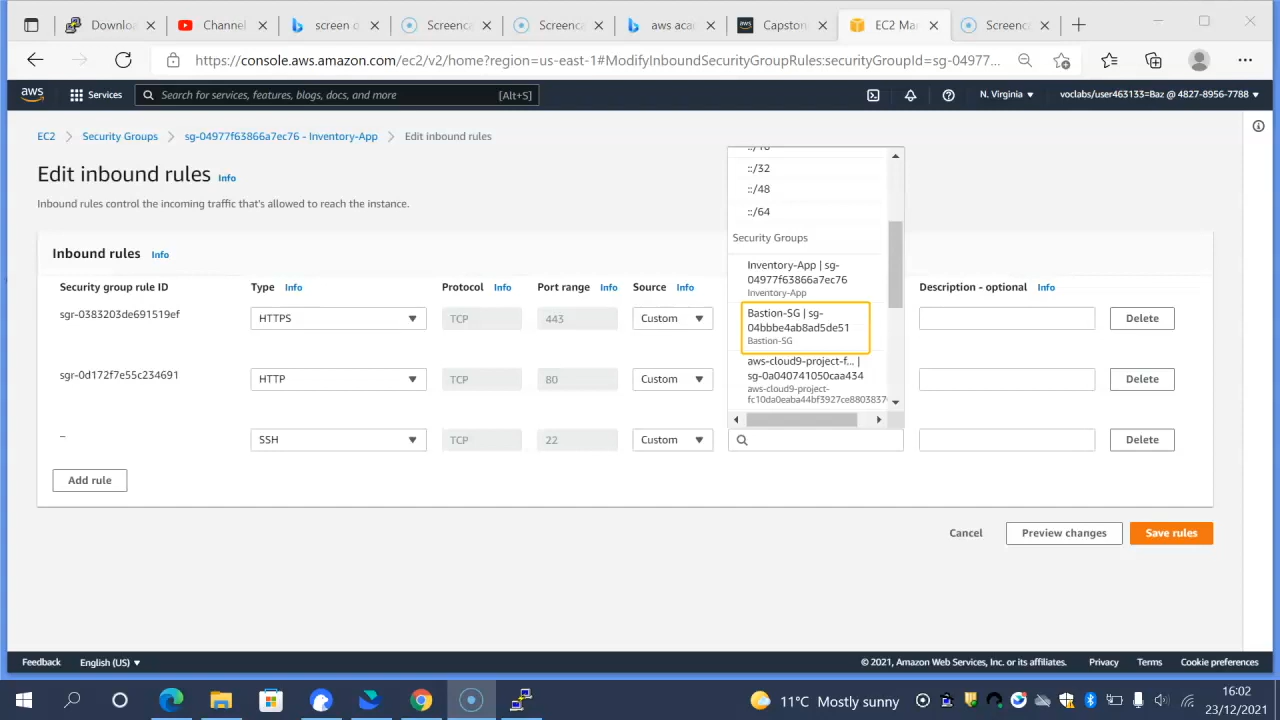 Downloa
Channel
screen o
Screenca
Screenca
aws aca
Capston
EC2 Ma
Screenca
https://console.aws.amazon.com/ec2/v2/home?region=us-east-1#ModifyInboundSecurityGroupRules:securityGroupId=sg-04977...
aws
Services
Search for services, features, blogs, docs, and more
[Alt+S]
N. Virginia
voclabs/user463133=Baz @ 4827-8956-7788
EC2
Security Groups
sg-04977f63866a7ec76 - Inventory-App
Edit inbound rules
Edit inbound rules Info
Inbound rules control the incoming traffic that's allowed to reach the instance.
::/32
::/48
::/64
Security Groups
Inventory-App | sg-
04977f63866a7ec76
Inventory-App
Bastion-SG | sg-
04bbbe4ab8ad5de51
Bastion-SG
aws-cloud9-project-f... |
sg-0a040741050caa434
aws-cloud9-project-
fc10da0eaba44bf3927ce8803837
Inbound rules Info
Security group rule ID
Type Info
Protocol Info
Port range Info
Source Info
Description - optional Info
sgr-0383203de691519ef
HTTPS
TCP
443
Custom
Delete
sgr-0d172f7e55c234691
HTTP
TCP
80
Custom
Delete
–
SSH
TCP
22
Custom
Delete
Add rule
Cancel
Preview changes
Save rules
Feedback
English (US)
© 2021, Amazon Web Services, Inc. or its affiliates.
Privacy
Terms
Cookie preferences
11°C Mostly sunny
16:02
23/12/2021